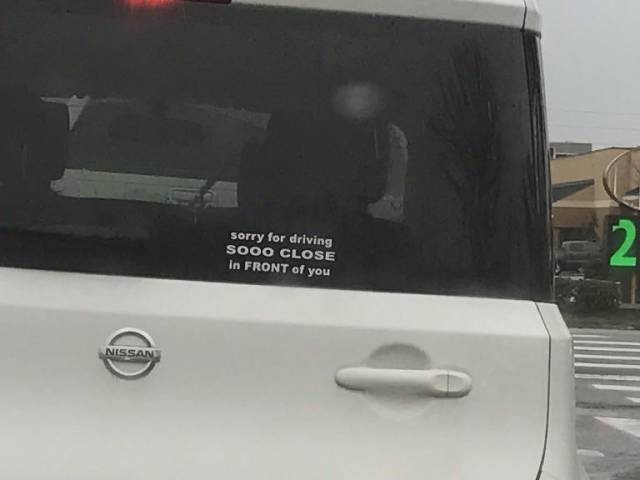 sorry for driving
SOOO CLOSE
in FRONT of you
NISSAN
2